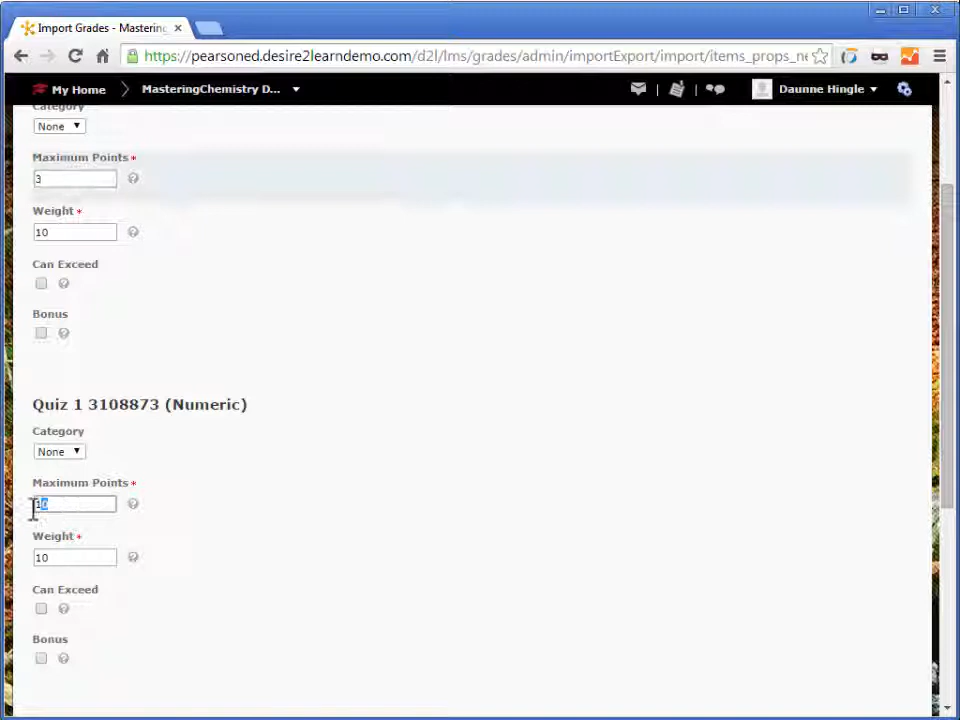 Import Grades - Mastering
https://pearsoned.desire2learndemo.com/d2l/lms/grades/admin/importExport/import/items_props_ne
My Home
MasteringChemistry D...
Daunne Hingle
Category
None
Maximum Points *
3
Weight *
10
Can Exceed
Bonus
Quiz 1 3108873 (Numeric)
Category
None
Maximum Points *
10
Weight *
10
Can Exceed
Bonus